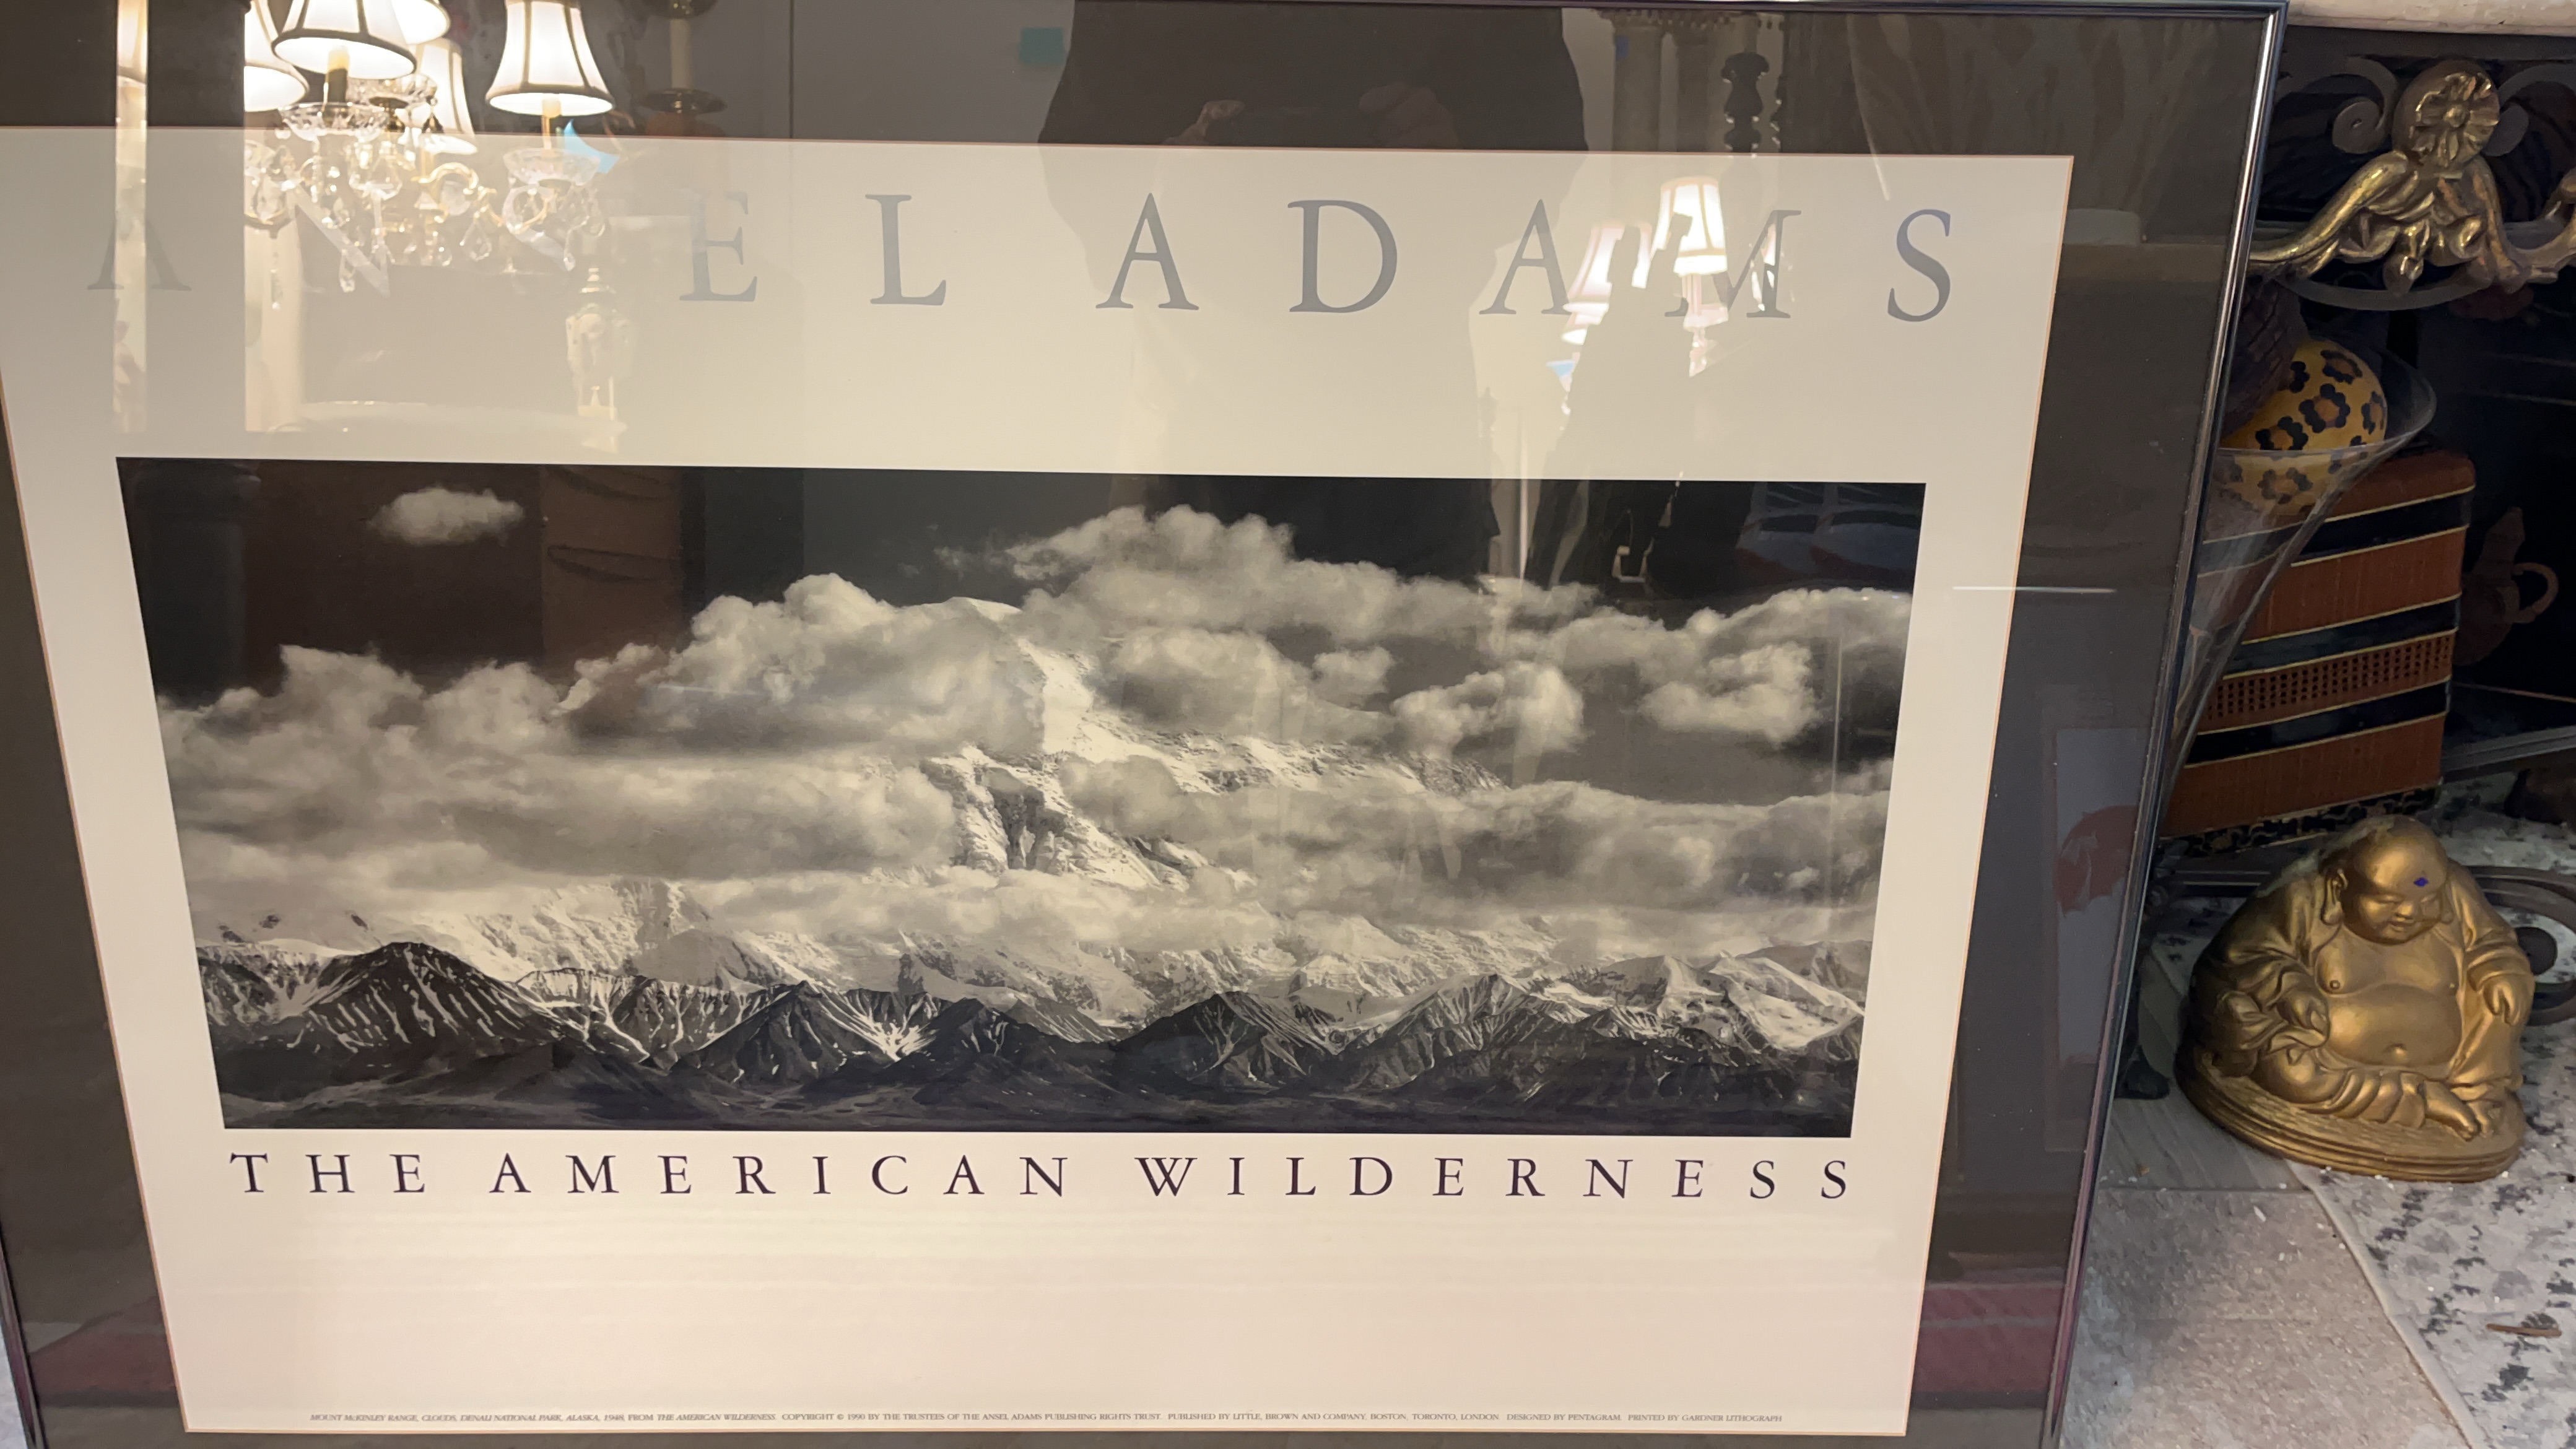 ANSEL ADAMS
THE AMERICAN WILDERNESS
MOUNT McKINLEY RANGE, CLOUDS, DENALI NATIONAL PARK, ALASKA, 1948, FROM THE AMERICAN WILDERNESS. COPYRIGHT © 1990 BY THE TRUSTEES OF THE ANSEL ADAMS PUBLISHING RIGHTS TRUST. PUBLISHED BY LITTLE, BROWN AND COMPANY, BOSTON, TORONTO, LONDON. DESIGNED BY PENTAGRAM. PRINTED BY GARDNER LITHOGRAPH